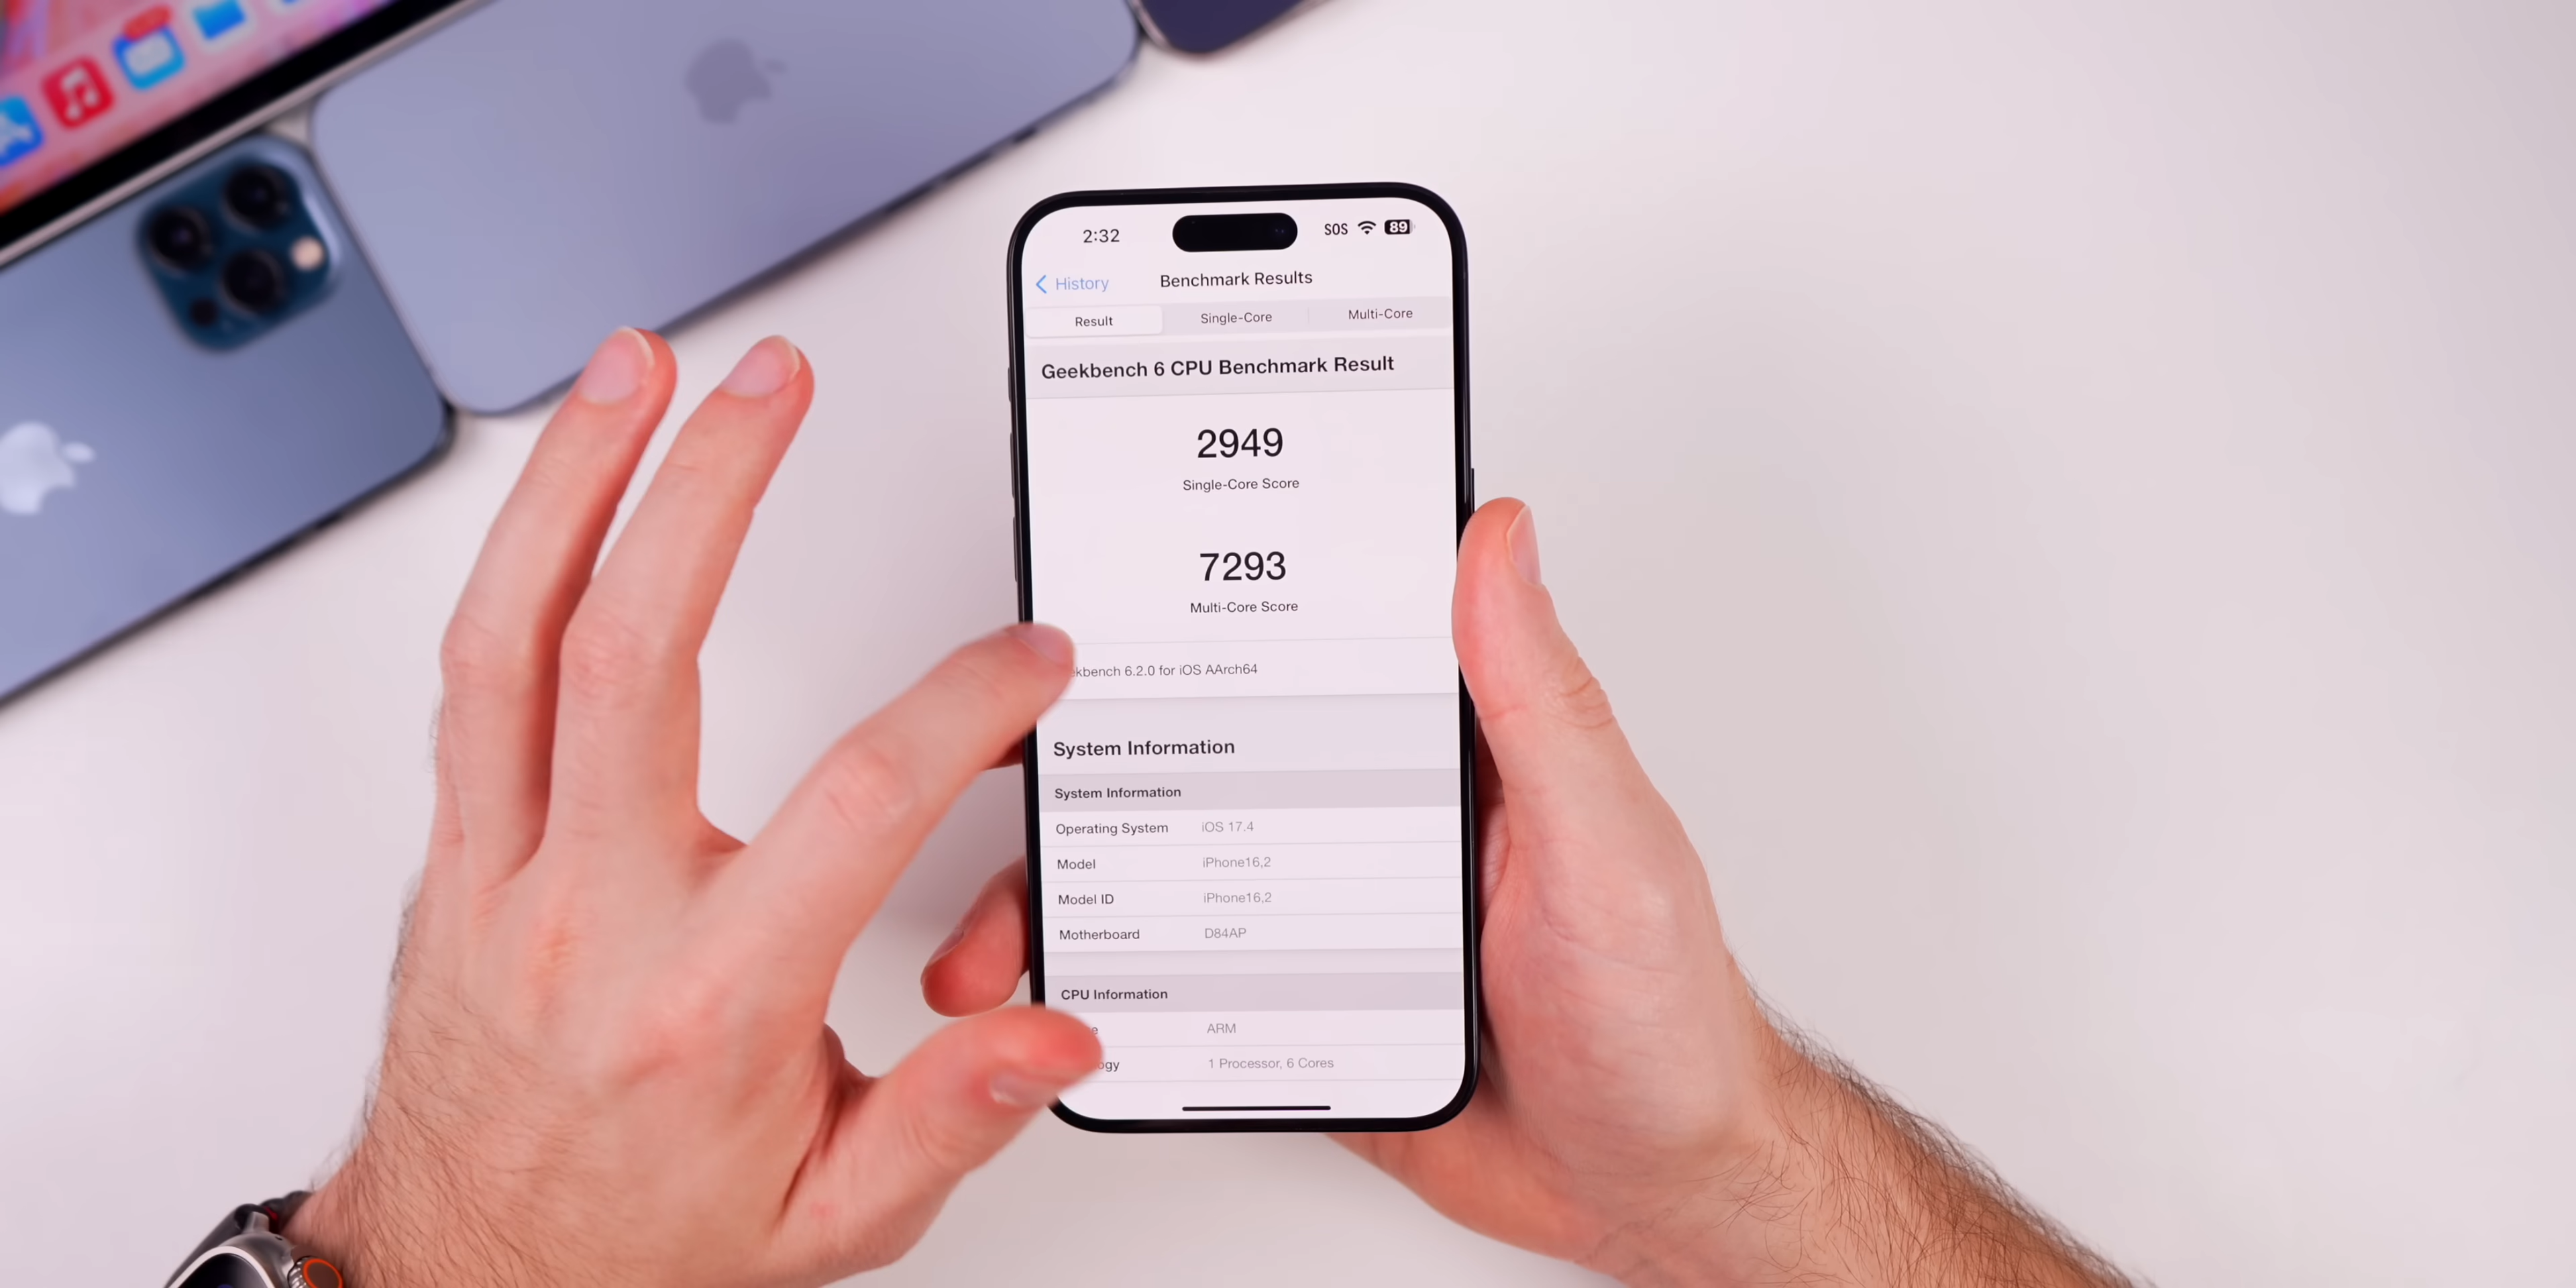 2:32 SOS 89
History Benchmark Results
Result Single-Core Multi-Core
Geekbench 6 CPU Benchmark Result
2949
Single-Core Score
7293
Multi-Core Score
6.2.0 for iOS AArch64
System Information
System Information
Operating System iOS 17.4
Model iPhone16,2
Model ID iPhone16,2
Motherboard D84AP
CPU Information
ARM
1 Processor, 6 Cores